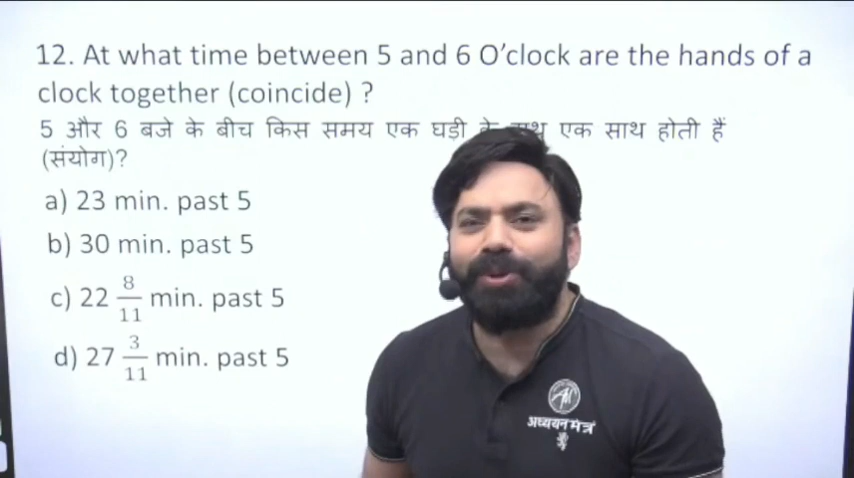 12. At what time between 5 and 6 O'clock are the hands of a
clock together (coincide) ?
5 और 6 बजे के बीच किस समय एक घड़ी के एक साथ होती हैं
(संयोग)?
a) 23 min. past 5
b) 30 min. past 5
c) 22 8/11 min. past 5
d) 27 3/11 min. past 5
अध्ययन मंत्रा